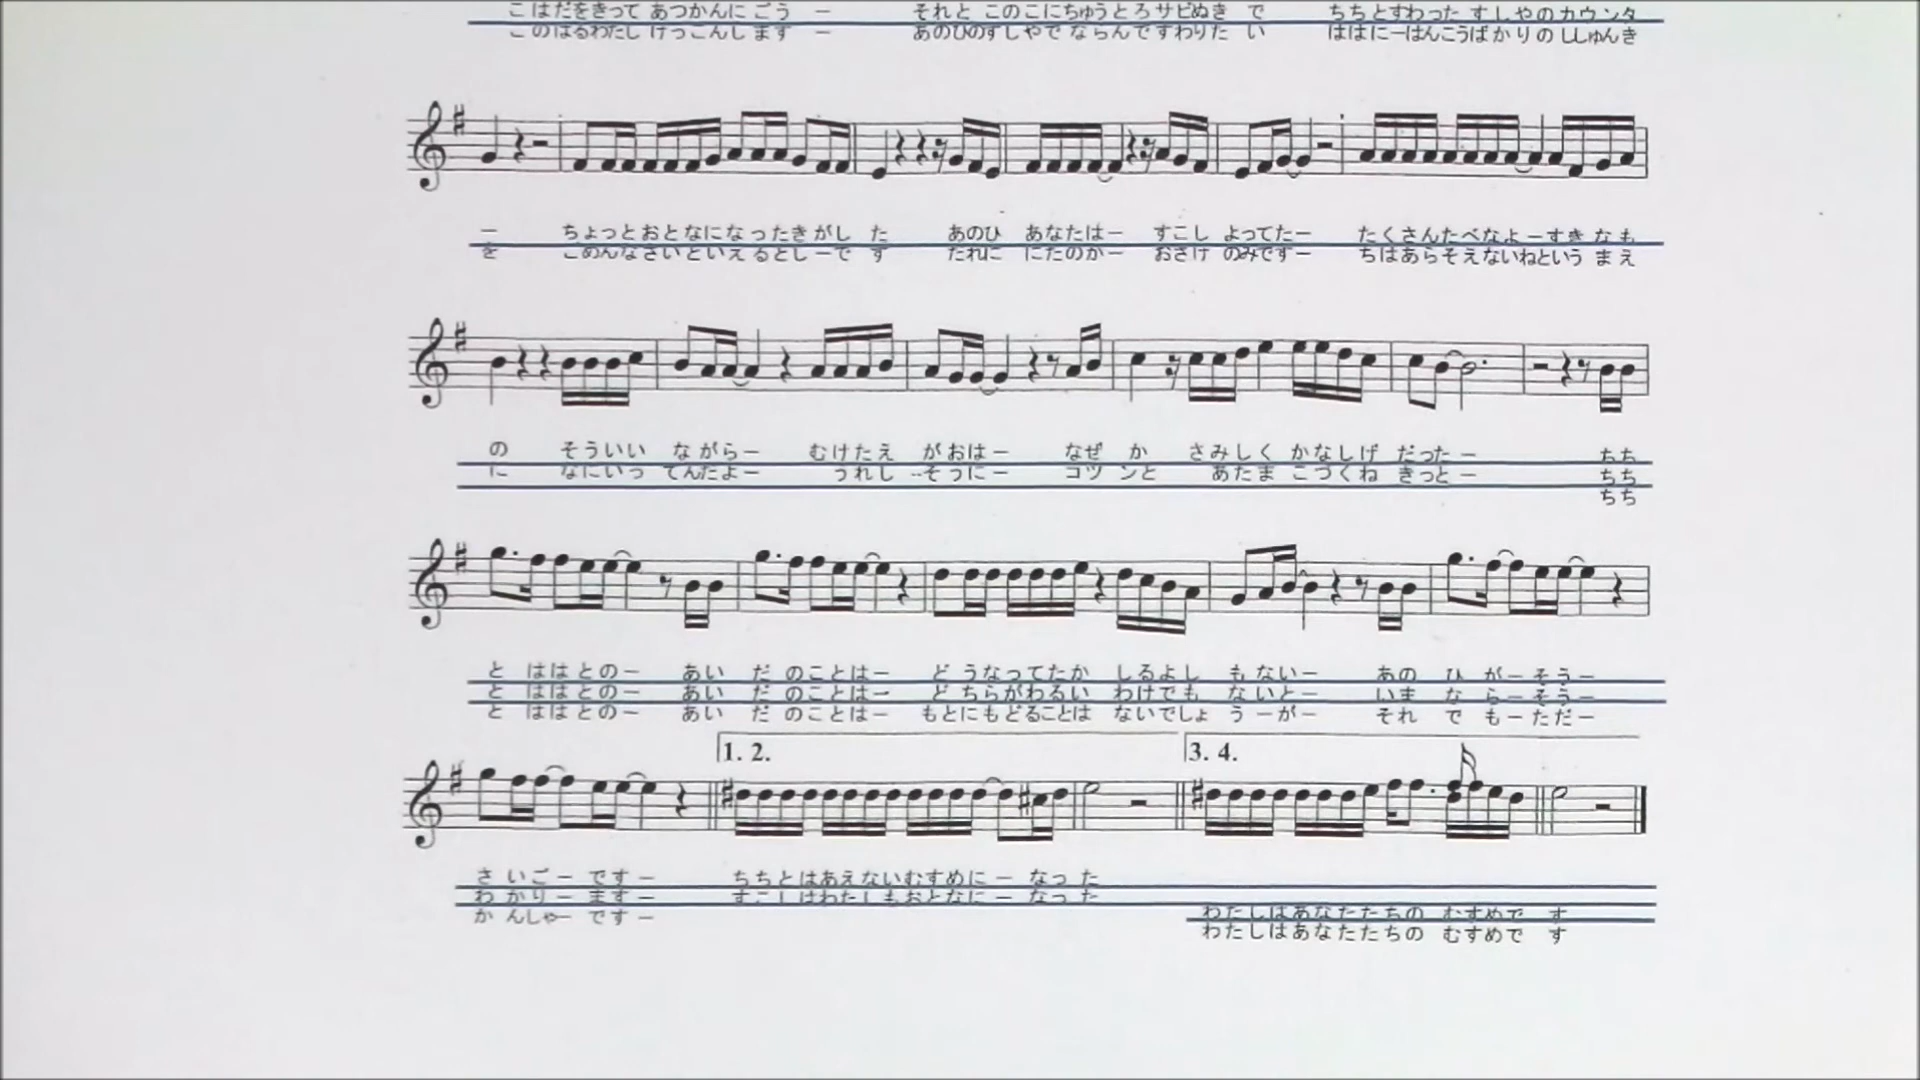 こはだをきって あつかんに ごう ー それと このこにちゅうとろサビぬき で ちちとすわった すしやのカウンタ
このはるわたし けっこんし ます ー あのひのすしやで ならんですわりた い ははにーはんこうばかりの ししゅんき
ー ちょっとおとなになったきがし た あのひ あなたはー すこし よってたー たくさんたべなよーすき なも
を ごめんなさいといえるとしーで す だれに にたのかー おさけ のみですー ちはあらそえないねという まえ
の そういい ながらー むけたえ がおはー なぜ か さみしく かなしげ だったー ちち
に なにいっ てんだよー うれし そうにー コツ ンと あたま こづくね きっとー ちち
ちち
と ははとのー あい だ のことはー ど うなってたか しるよし もないー あの ひ がーそうー
と ははとのー あい だ のことはー ど ちらがわるい わけでも ないとー いま な らーそうー
と ははとのー あい だ のことはー もとにもどることは ないでしょ うーがー それ で もーただー
1. 2. 3. 4.
さ いごー ですー ちちとはあえないむすめにー なった
わ かりー ますー すこしはわたしもおとなにー なった
か んしゃー ですー わたしはあなたたちの むすめで す
わたしはあなたたちの むすめで す